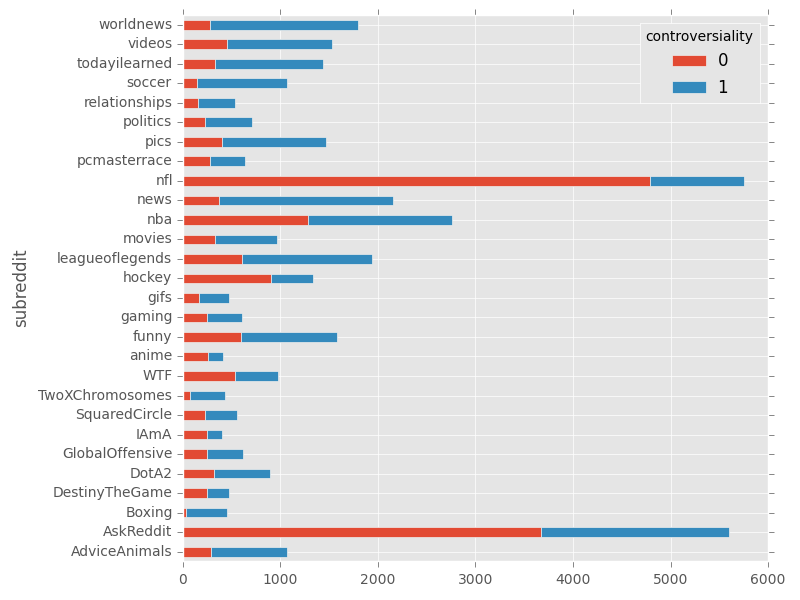 worldnews
videos
todayilearned
soccer
relationships
politics
pics
pcmasterrace
nfl
news
nba
movies
leagueoflegends
hockey
gifs
gaming
funny
anime
WTF
TwoXChromosomes
SquaredCircle
IAmA
GlobalOffensive
DotA2
DestinyTheGame
Boxing
AskReddit
AdviceAnimals
subreddit
controversiality
0
1
0 1000 2000 3000 4000 5000 6000